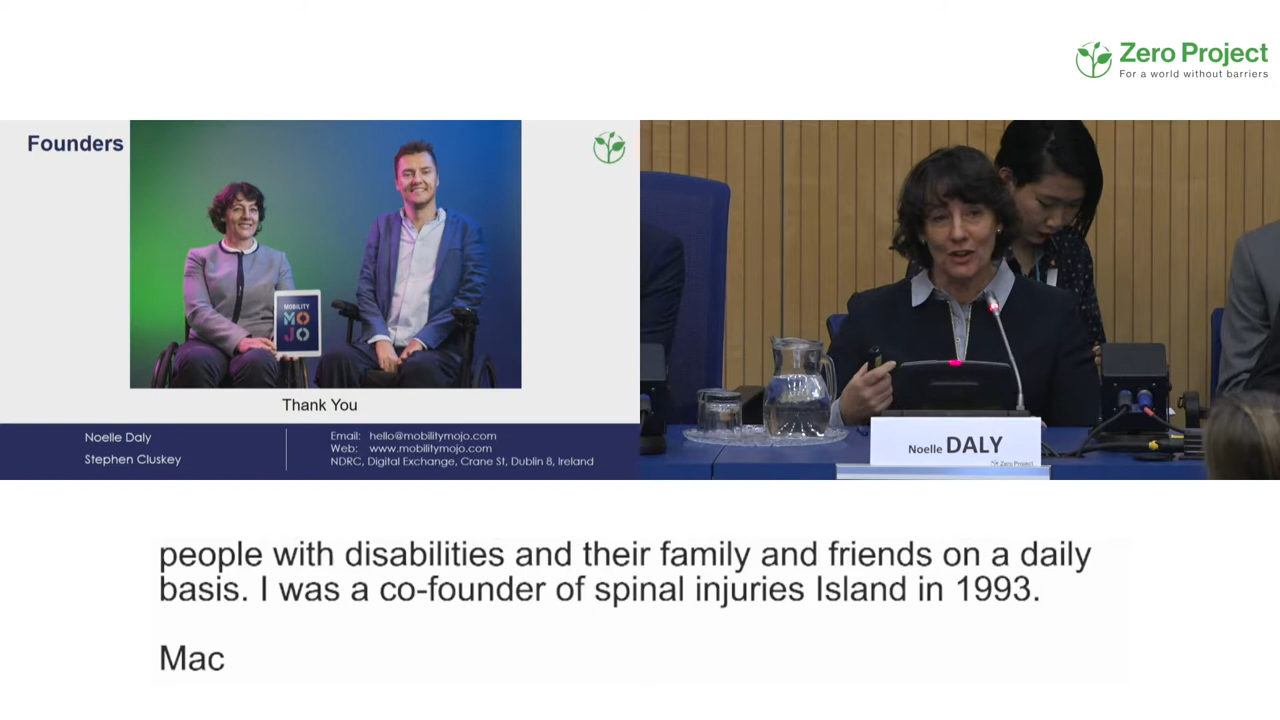 Zero Project
For a world without barriers
Founders
MOBILITY
MO
JO
Thank You
Noelle Daly
Stephen Cluskey
Email: hello@mobilitymojo.com
Web: www.mobilitymojo.com
NDRC, Digital Exchange, Crane St, Dublin 8, Ireland
Noelle DALY
Zero Project
people with disabilities and their family and friends on a daily
basis. I was a co-founder of spinal injuries Island in 1993.
Mac